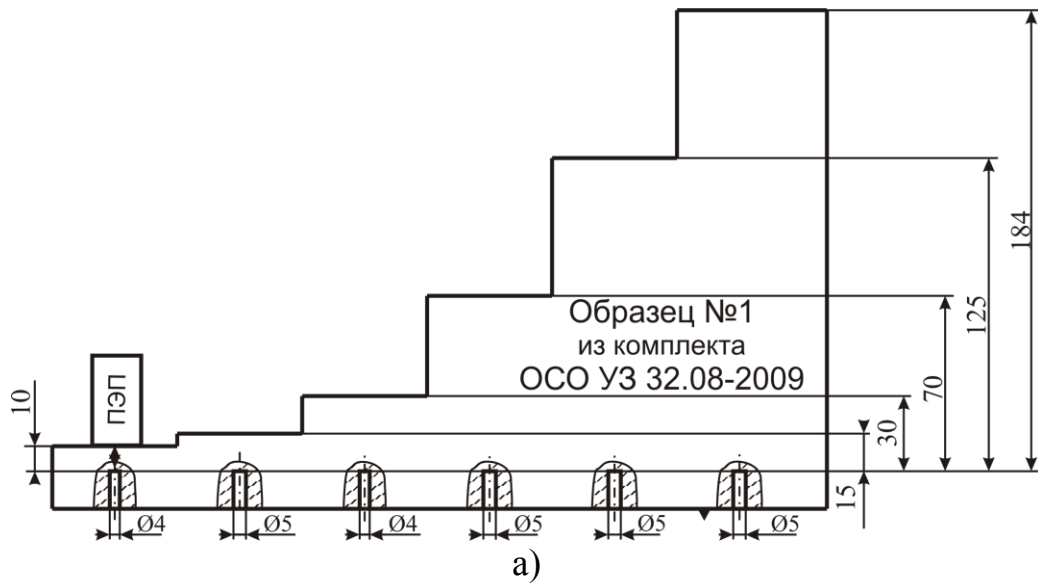 184
125
Образец №1
из комплекта
ОСО УЗ 32.08-2009
70
10
ПЭП
30
15
Ø4
Ø5
Ø4
Ø5
Ø5
Ø5
а)